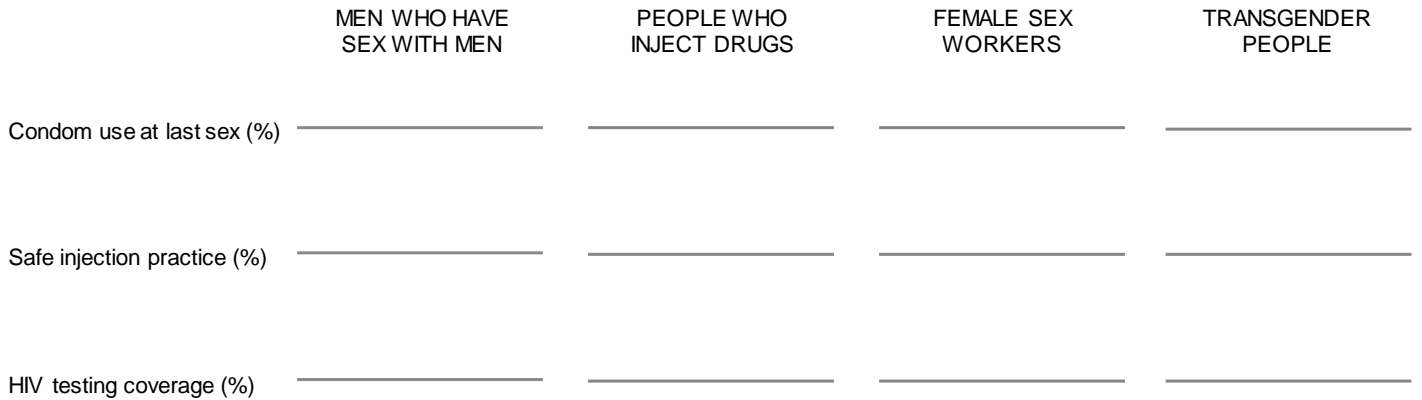 MEN WHO HAVE
SEX WITH MEN
PEOPLE WHO
INJECT DRUGS
FEMALE SEX
WORKERS
TRANSGENDER
PEOPLE
Condom use at last sex (%)
Safe injection practice (%)
HIV testing coverage (%)